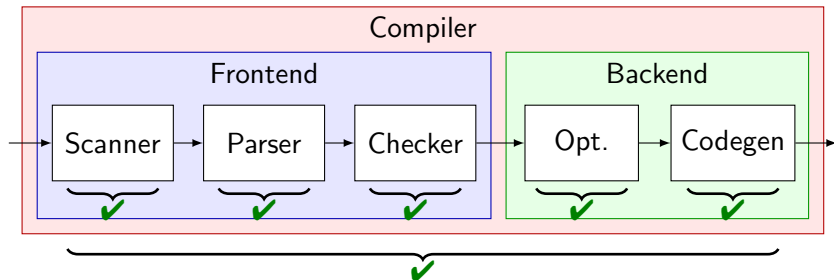 Compiler
Frontend
Backend
Scanner
Parser
Checker
Opt.
Codegen